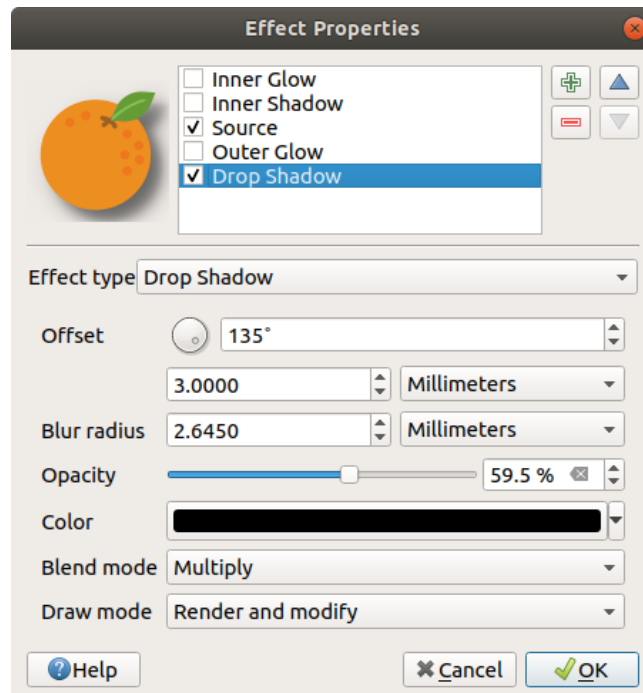 Effect Properties
Inner Glow
Inner Shadow
Source
Outer Glow
Drop Shadow
Effect type Drop Shadow
Offset 135°
3.0000 Millimeters
Blur radius 2.6450 Millimeters
Opacity 59.5 %
Color
Blend mode Multiply
Draw mode Render and modify
Help Cancel OK